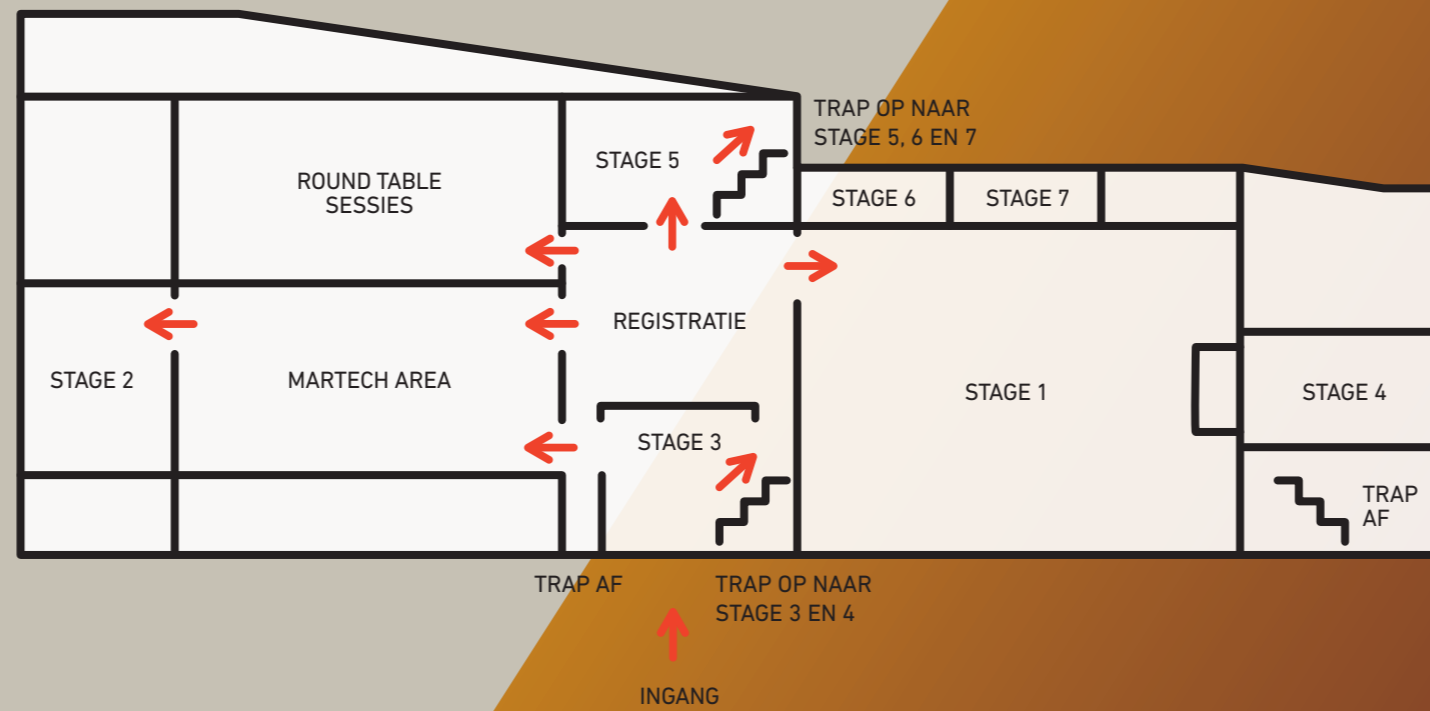 TRAP OP NAAR
STAGE 5, 6 EN 7
STAGE 5
ROUND TABLE
SESSIES
STAGE 6
STAGE 7
REGISTRATIE
STAGE 2
MARTECH AREA
STAGE 1
STAGE 4
STAGE 3
TRAP
AF
TRAP AF
TRAP OP NAAR
STAGE 3 EN 4
INGANG